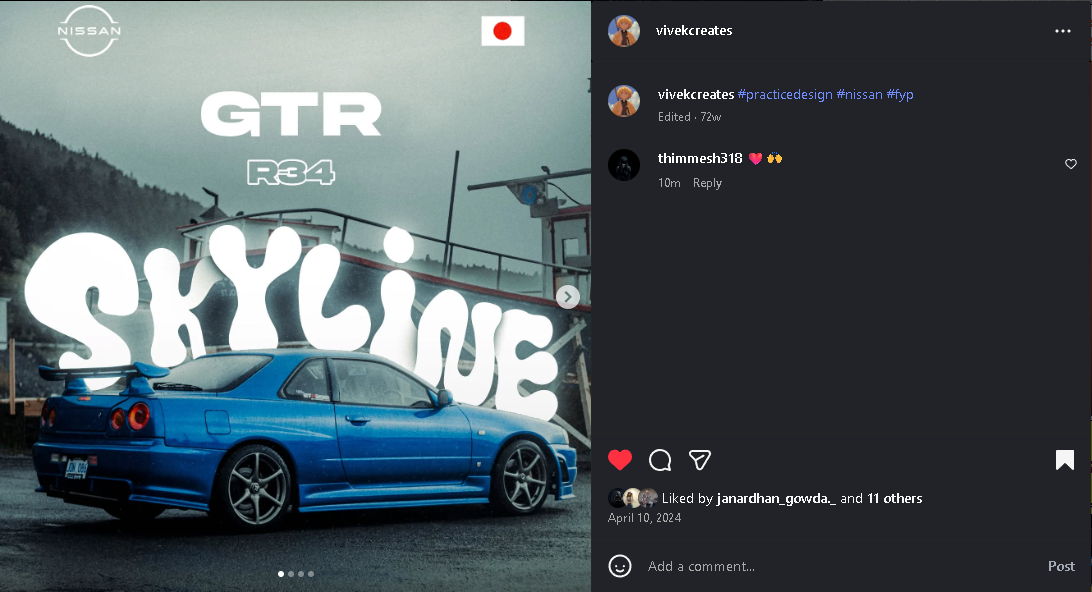 NISSAN
GTR
R34
SKYLiNE
vivekcreates
vivekcreates #practicedesign #nissan #fyp
Edited · 72w
thimmesh318 ❤️ 🙌
10m Reply
Liked by janardhan_gowda._ and 11 others
April 10, 2024
Add a comment...
Post